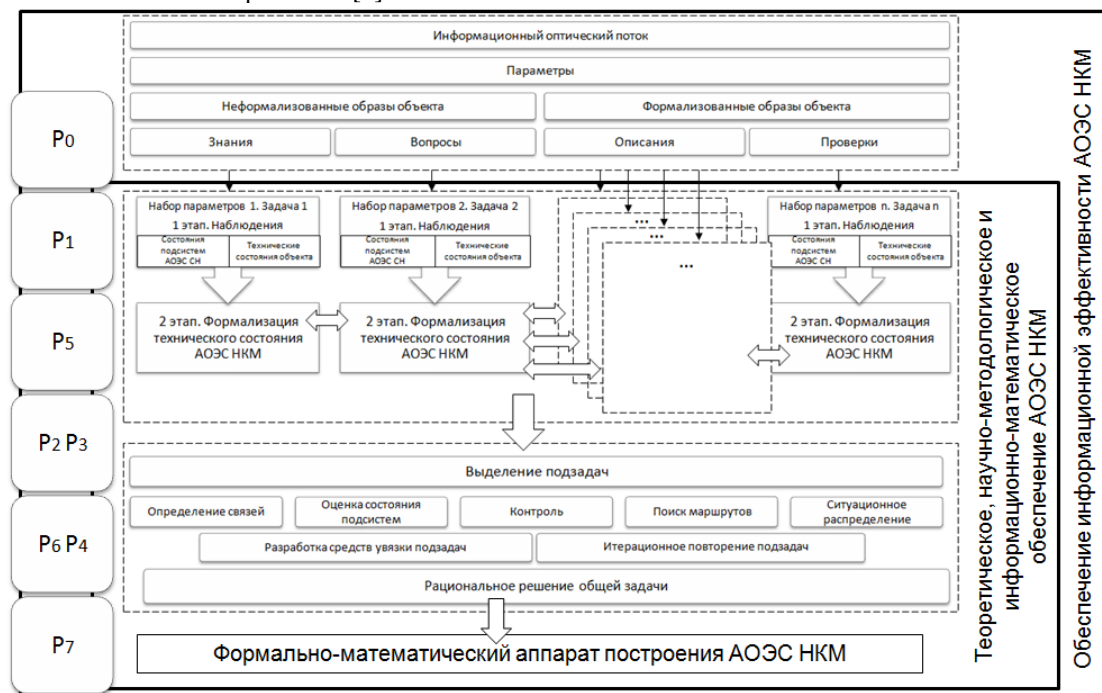 Информационный оптический поток
Параметры
Неформализованные образы объекта
Формализованные образы объекта
Знания
Вопросы
Описания
Проверки
P0
P1
P5
P2 P3
P6 P4
P7
Набор параметров 1. Задача 1
1 этап. Наблюдения
Состояния
подсистем
АОЭС СН
Технические
состояния объекта
2 этап. Формализация
технического состояния
АОЭС НКМ
Набор параметров 2. Задача 2
1 этап. Наблюдения
Состояния
подсистем
АОЭС СН
Технические
состояния объекта
2 этап. Формализация
технического состояния
АОЭС НКМ
...
...
...
Набор параметров n. Задача n
1 этап. Наблюдения
Состояния
подсистем
АОЭС СН
Технические
состояния объекта
2 этап. Формализация
технического состояния
АОЭС НКМ
Выделение подзадач
Определение связей
Оценка состояния
подсистем
Контроль
Поиск маршрутов
Ситуационное
распределение
Разработка средств увязки подзадач
Итерационное повторение подзадач
Рациональное решение общей задачи
Формально-математический аппарат построения АОЭС НКМ
Теоретическое, научно-методологическое и
информационно-математическое
обеспечение АОЭС НКМ
Обеспечение информационной эффективности АОЭС НКМ